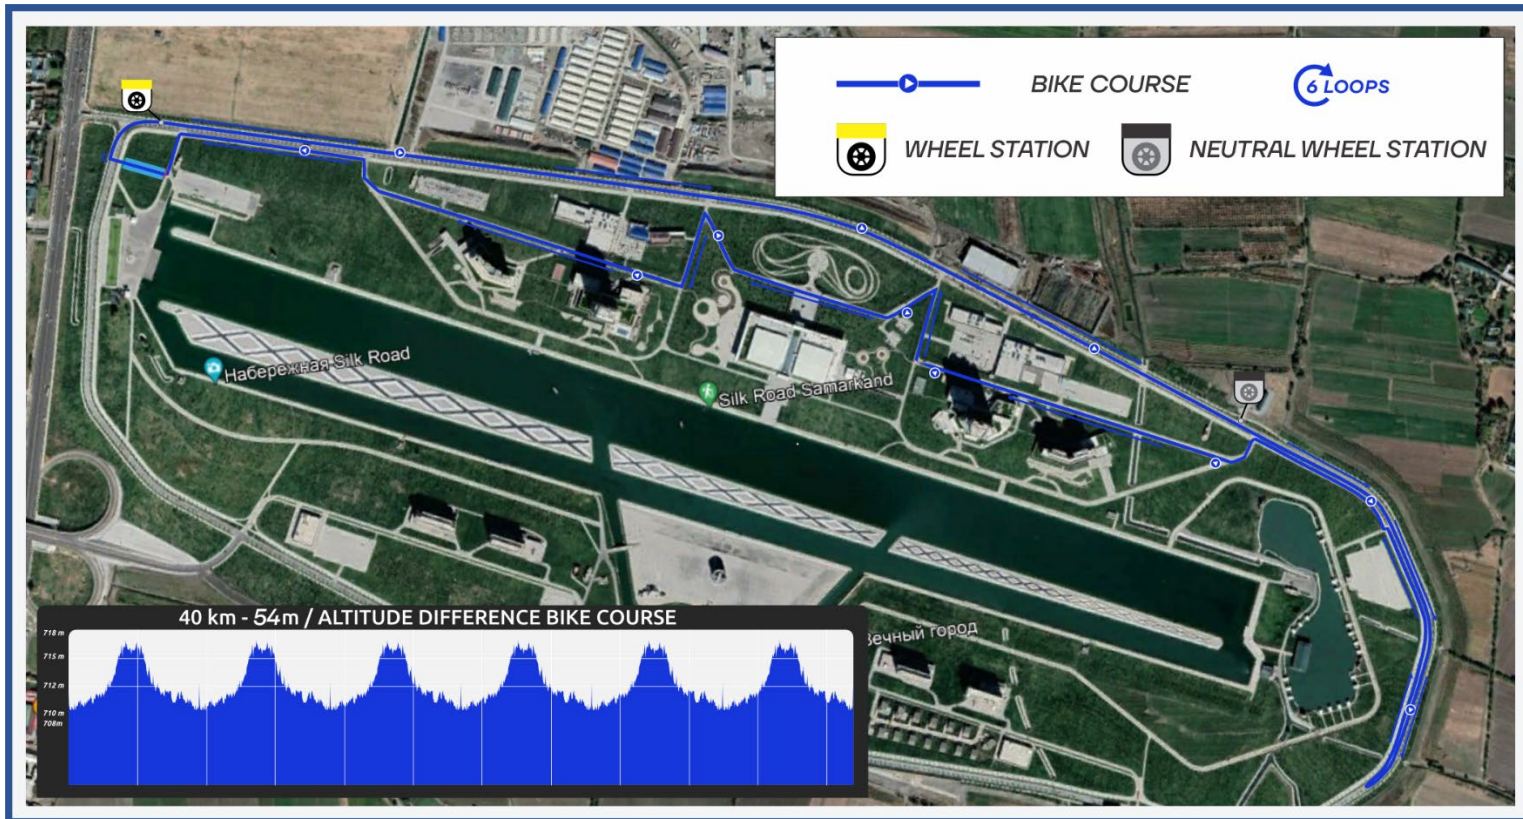 BIKE COURSE
6 LOOPS
WHEEL STATION
NEUTRAL WHEEL STATION
Набережная Silk Road
Silk Road Samarkand
Вечный город
40 km - 54m / ALTITUDE DIFFERENCE BIKE COURSE
718 m
715 m
712 m
710 m
708m